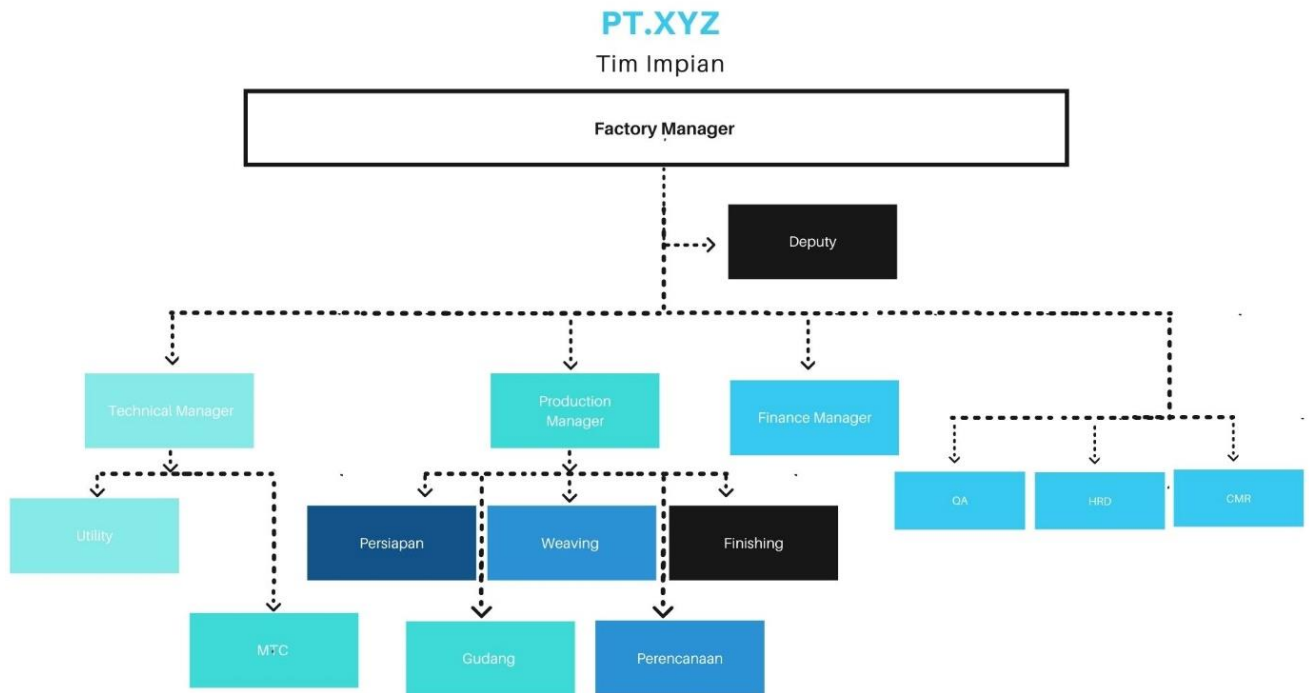 PT.XYZ
Tim Impian
Factory Manager
Deputy
Technical Manager
Production
Manager
Finance Manager
QA
HRD
CMR
Utility
Persiapan
Weaving
Finishing
MTC
Gudang
Perencanaan